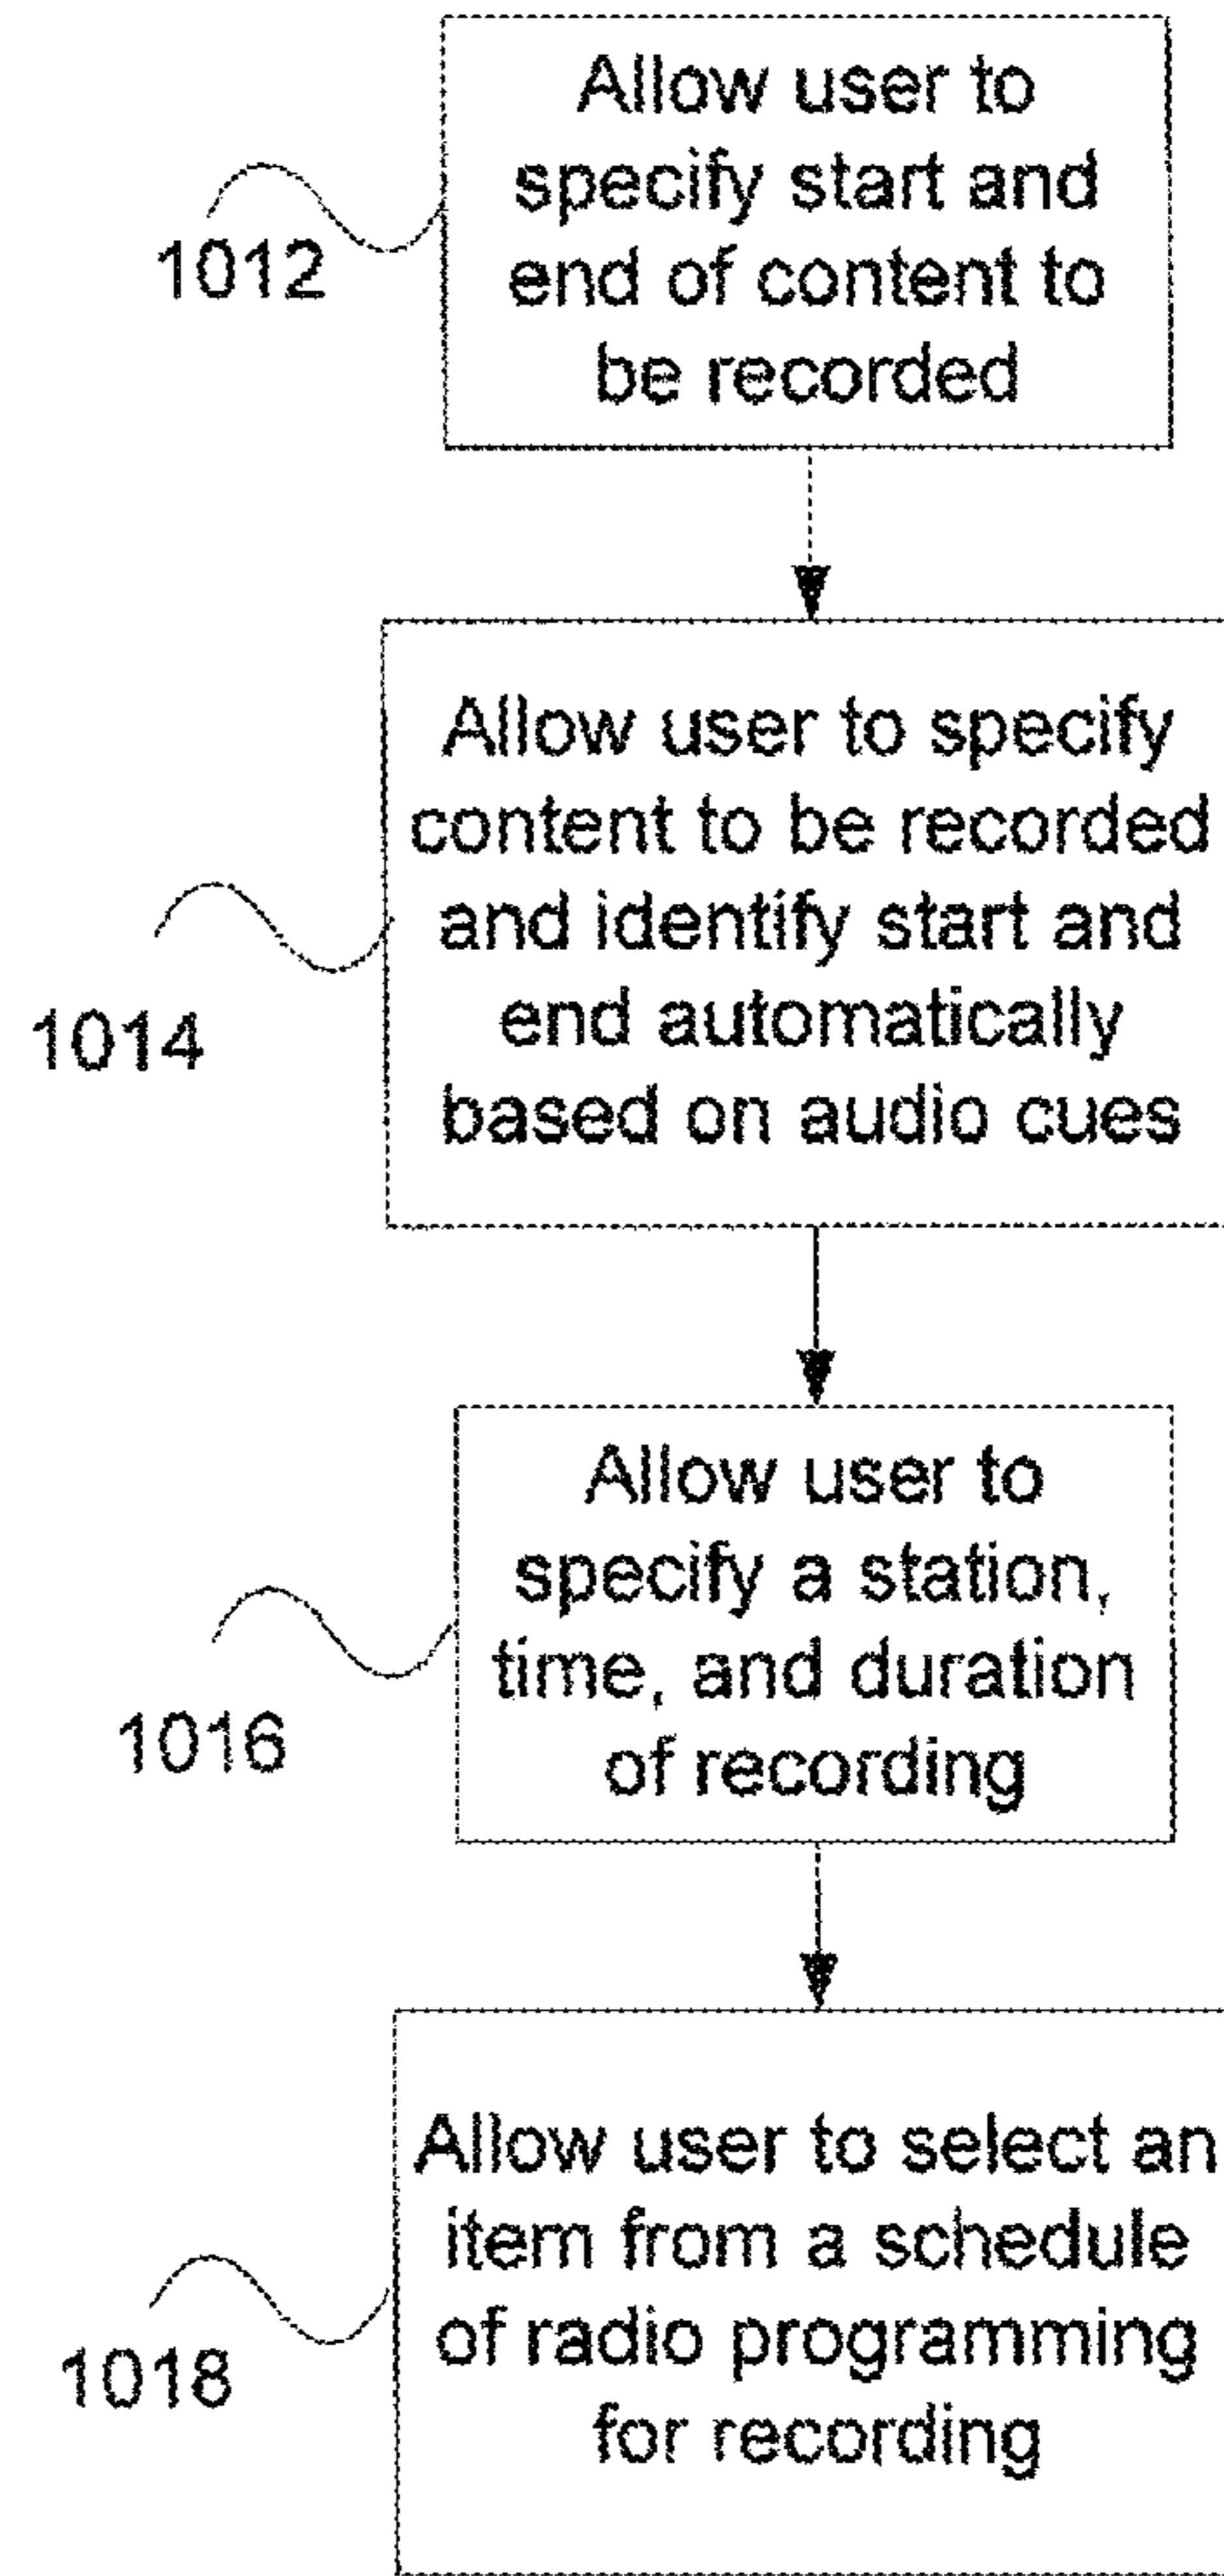 Allow user to
specify start and
end of content to
be recorded
1012
Allow user to specify
content to be recorded
and identify start and
end automatically
based on audio cues
1014
Allow user to
specify a station,
time, and duration
of recording
1016
Allow user to select an
item from a schedule
of radio programming
for recording
1018